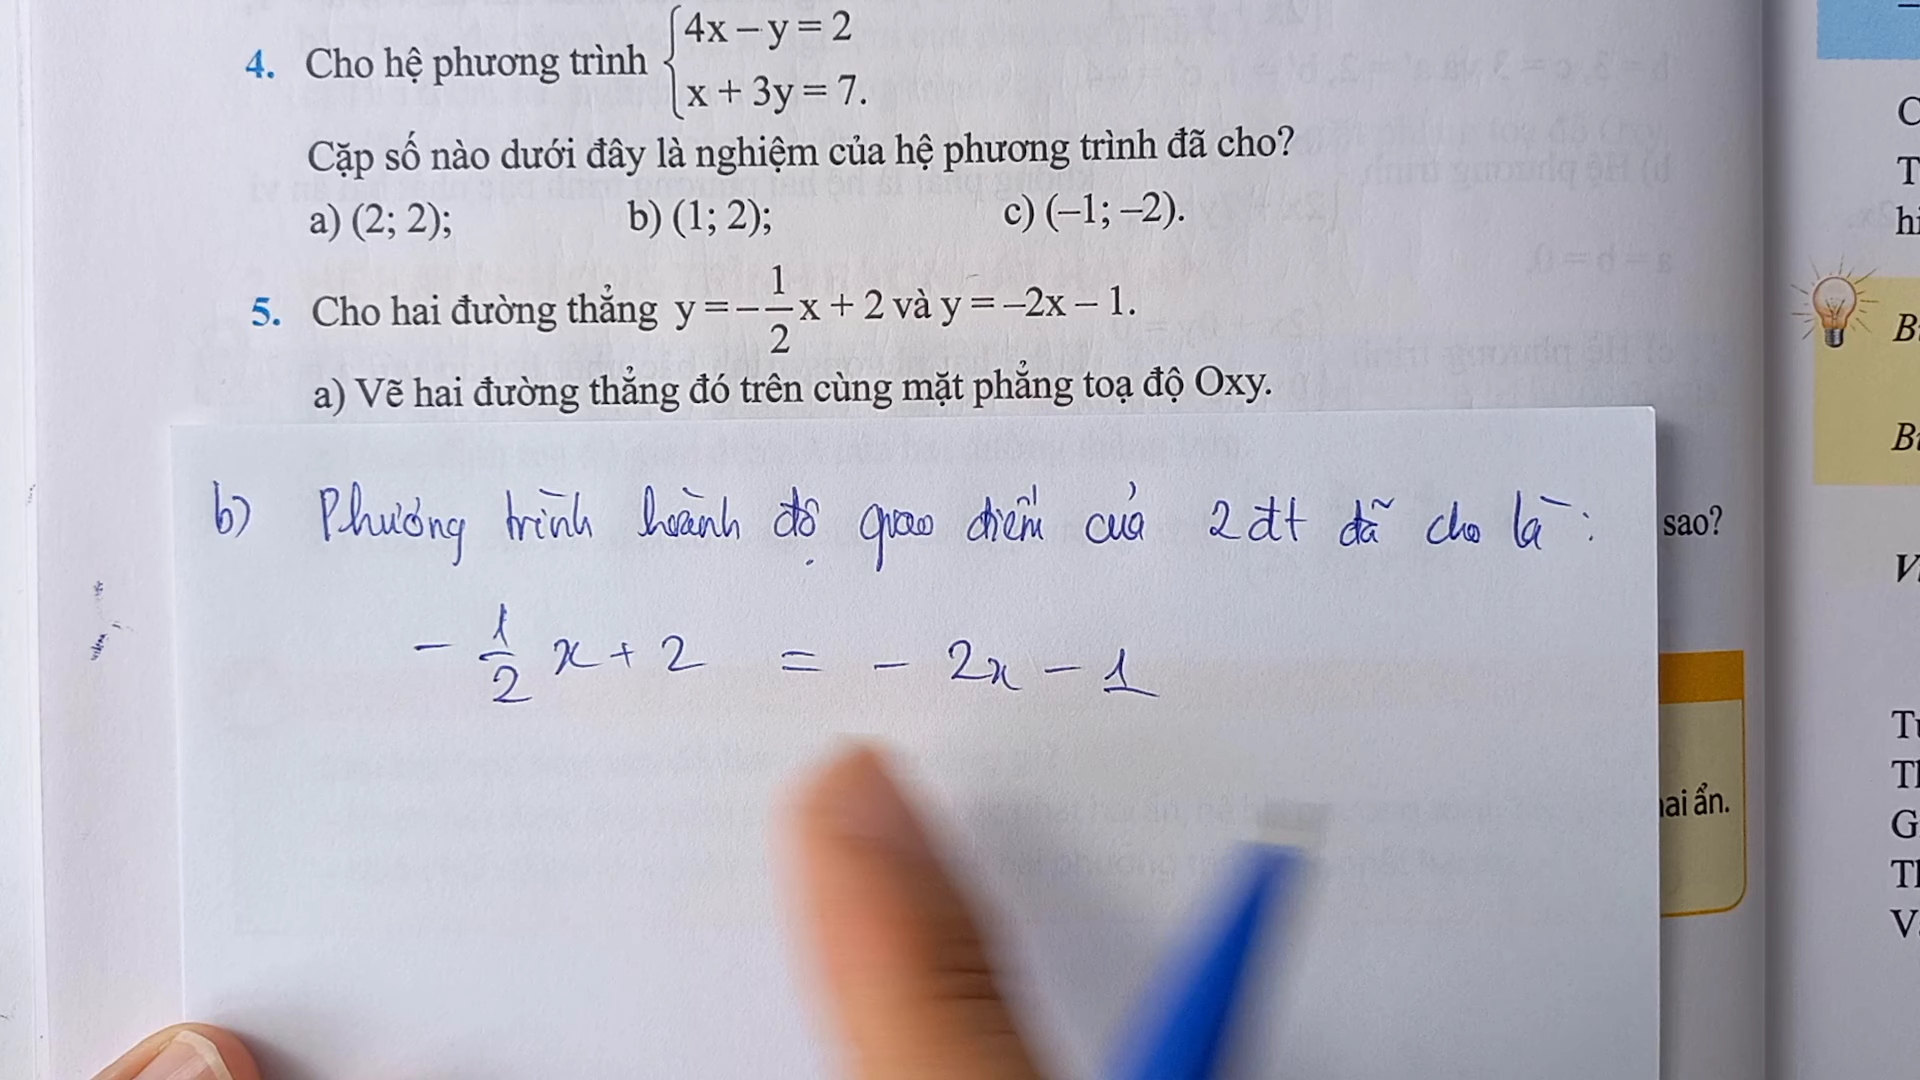 4. Cho hệ phương trình {4x – y = 2
x + 3y = 7.
Cặp số nào dưới đây là nghiệm của hệ phương trình đã cho?
a) (2; 2); b) (1; 2); c) (–1; –2).
5. Cho hai đường thẳng y = –1/2 x + 2 và y = –2x – 1.
a) Vẽ hai đường thẳng đó trên cùng mặt phẳng toạ độ Oxy.
b) Phương trình hoành độ giao điểm của 2 đt đã cho là:
sao?
- 1/2 x + 2 = - 2x - 1
ai ẩn.